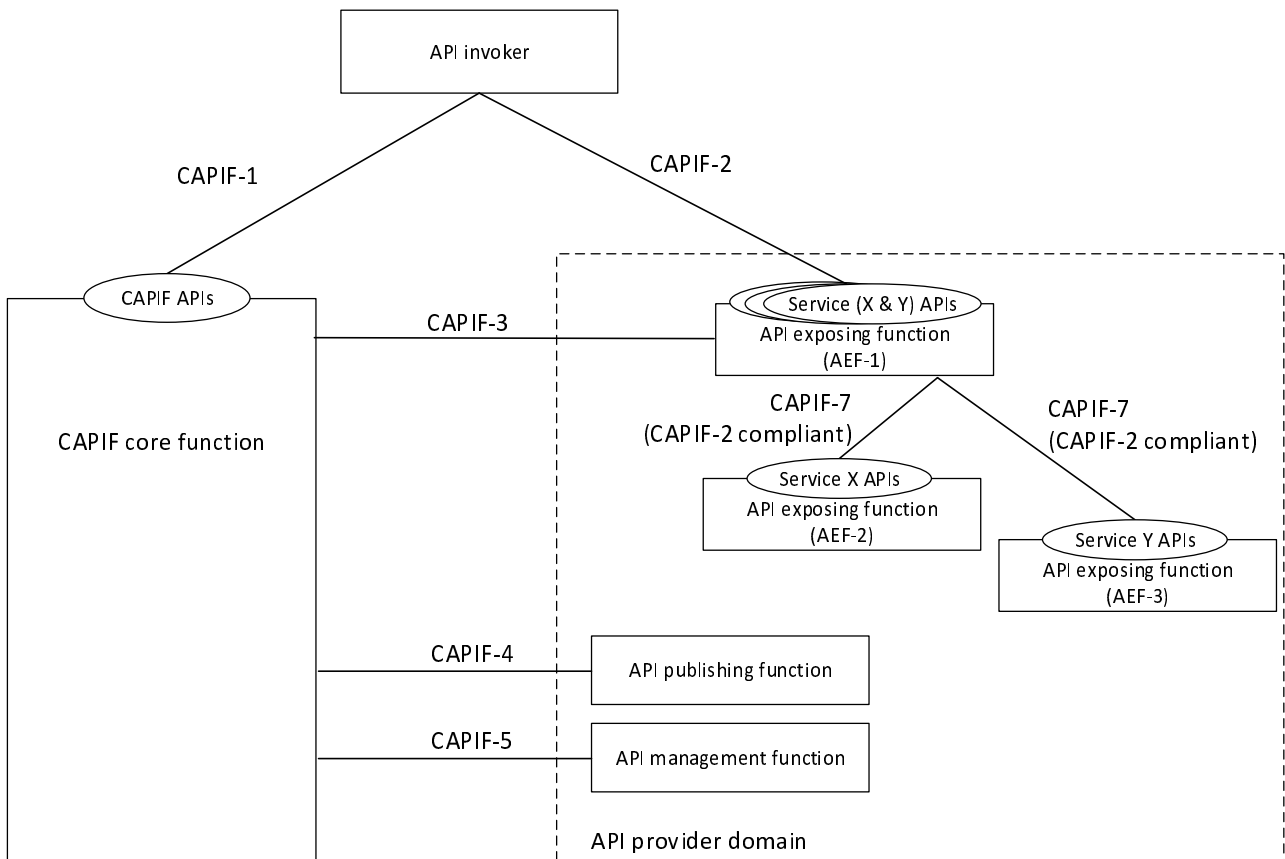 API invoker
CAPIF-1
CAPIF-2
CAPIF APIs
Service (X & Y) APIs
API exposing function
(AEF-1)
CAPIF-3
CAPIF-7
(CAPIF-2 compliant)
CAPIF-7
(CAPIF-2 compliant)
CAPIF core function
Service X APIs
API exposing function
(AEF-2)
Service Y APIs
API exposing function
(AEF-3)
CAPIF-4
API publishing function
CAPIF-5
API management function
API provider domain